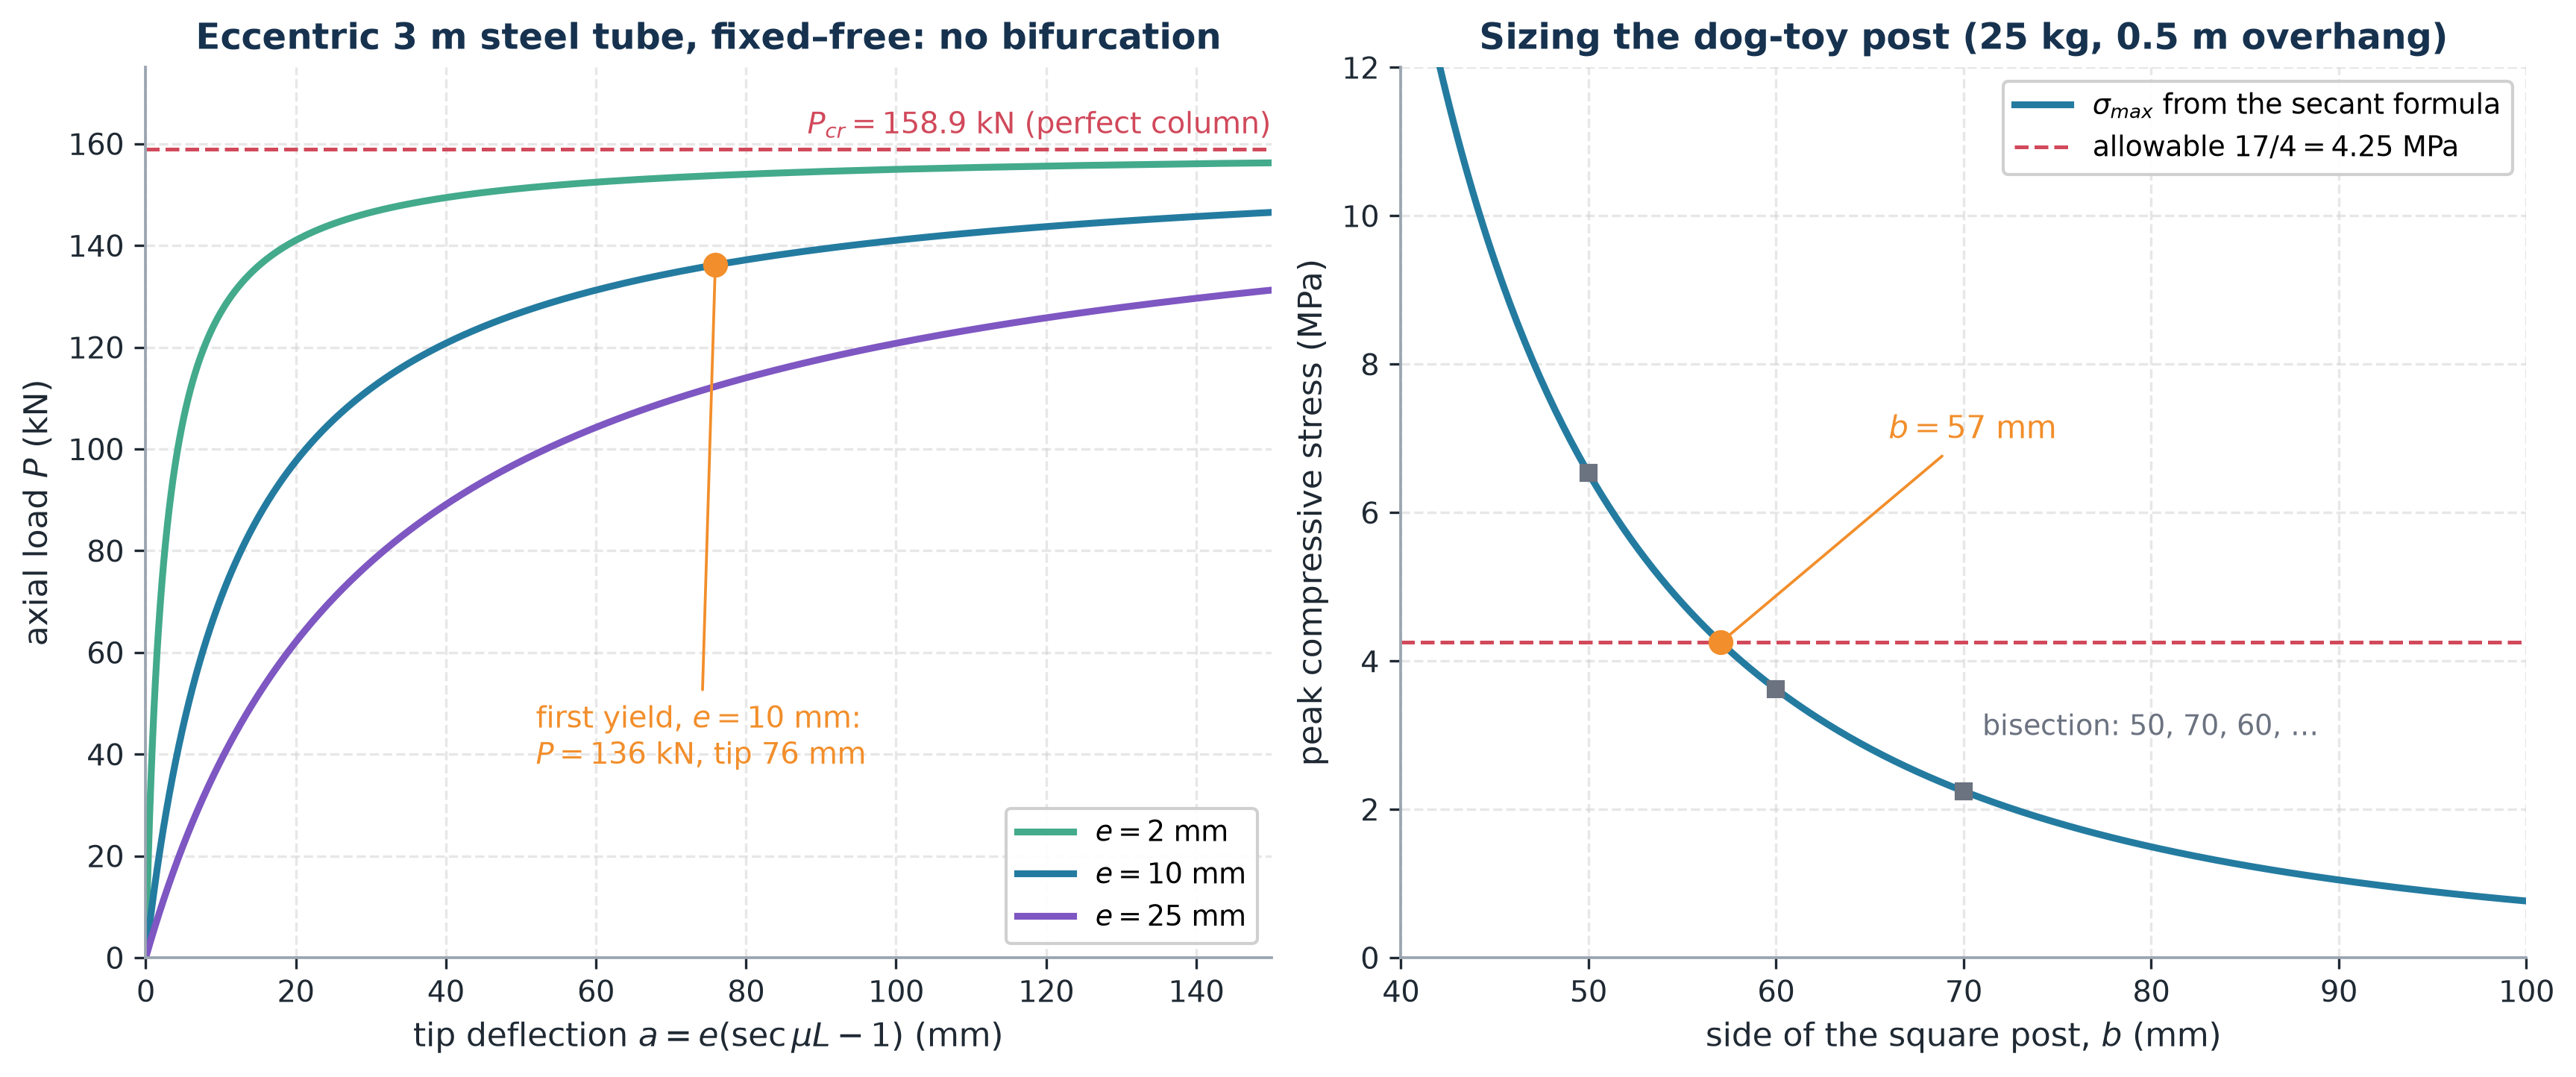 Eccentric 3 m steel tube, fixed–free: no bifurcation
axial load P (kN)
160
140
120
100
80
60
40
20
0
P_cr = 158.9 kN (perfect column)
first yield, e = 10 mm:
P = 136 kN, tip 76 mm
e = 2 mm
e = 10 mm
e = 25 mm
0 20 40 60 80 100 120 140
tip deflection a = e(sec μL − 1) (mm)
Sizing the dog-toy post (25 kg, 0.5 m overhang)
peak compressive stress (MPa)
12
10
8
6
4
2
0
σ_max from the secant formula
allowable 17/4 = 4.25 MPa
b = 57 mm
bisection: 50, 70, 60, ...
40 50 60 70 80 90 100
side of the square post, b (mm)